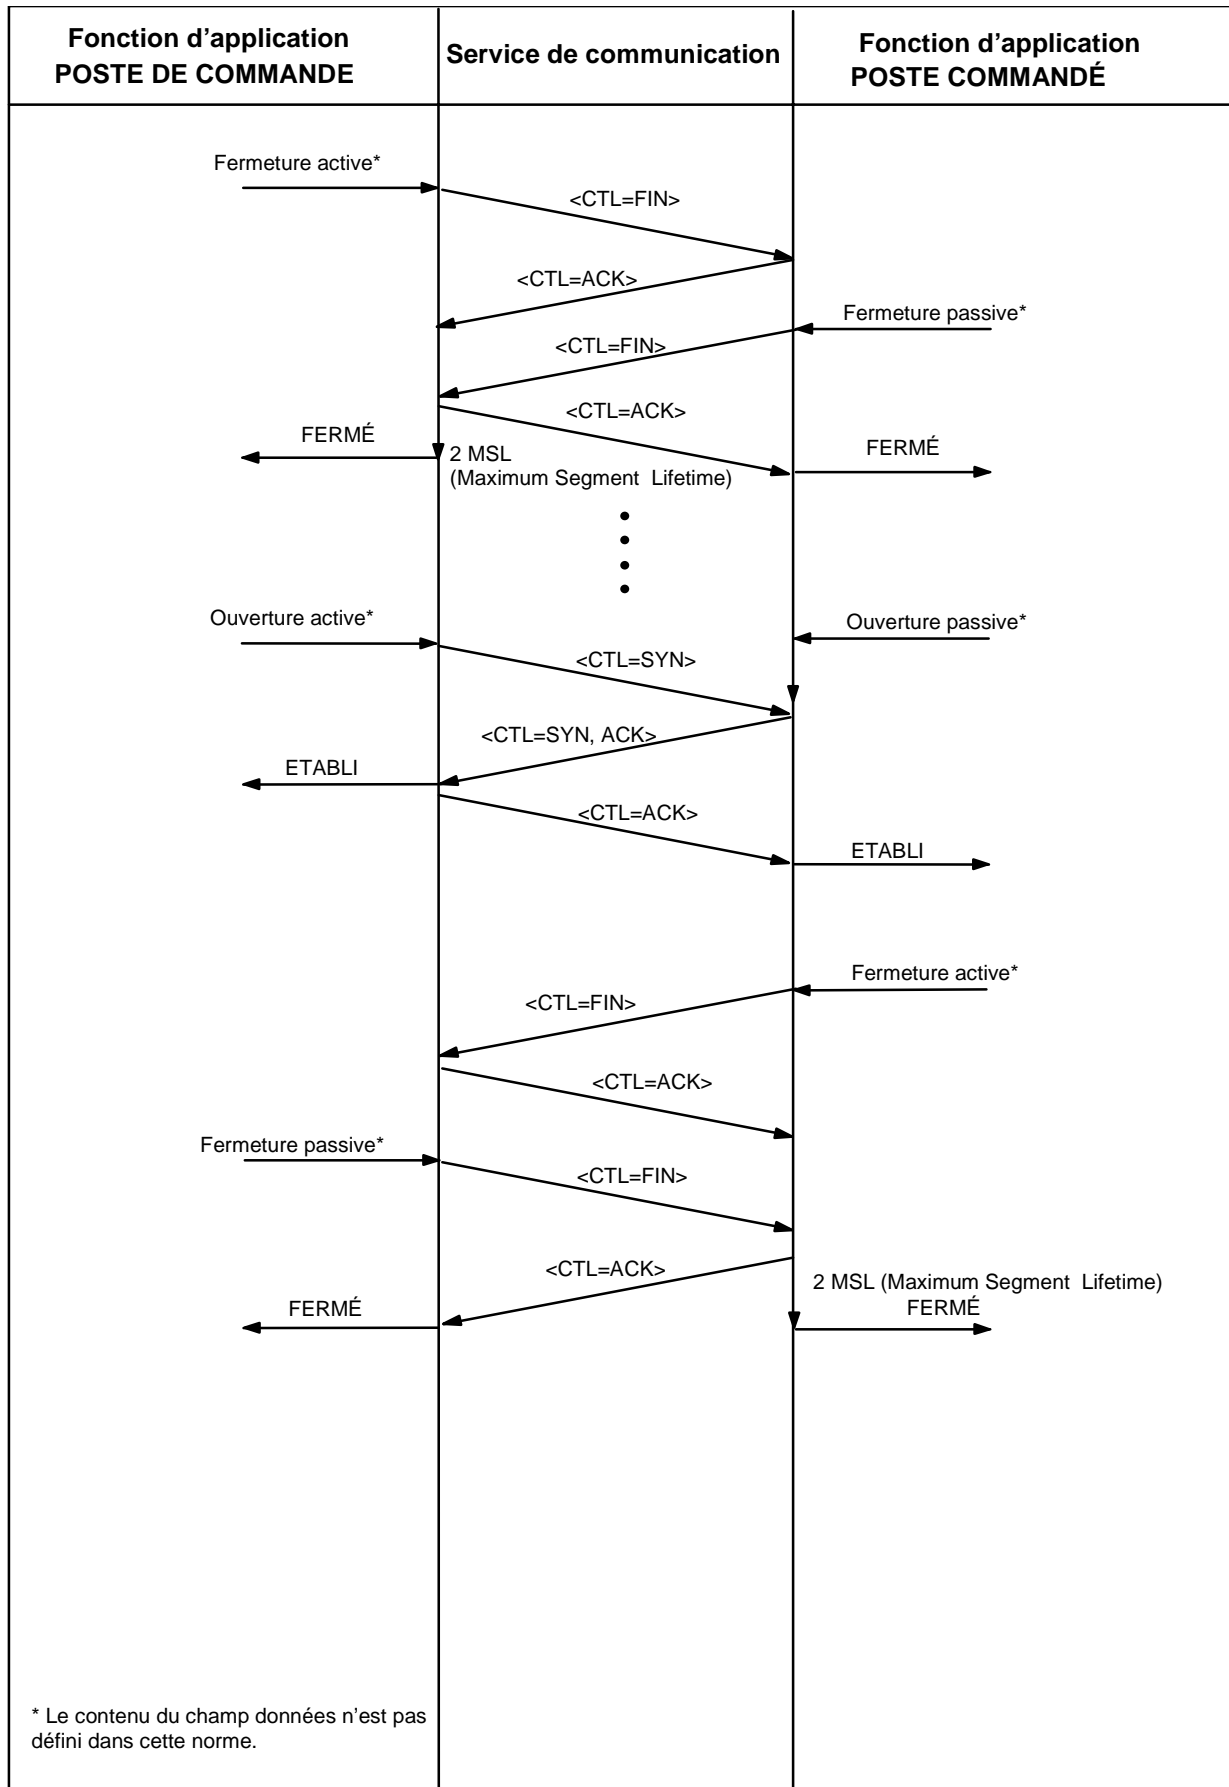 Fonction d'application
POSTE DE COMMANDE
Service de communication
Fonction d'application
POSTE COMMANDÉ
Fermeture active*
<CTL=FIN>
<CTL=ACK>
Fermeture passive*
<CTL=FIN>
<CTL=ACK>
FERMÉ
2 MSL
(Maximum Segment Lifetime)
FERMÉ
Ouverture active*
Ouverture passive*
<CTL=SYN>
<CTL=SYN, ACK>
ETABLI
<CTL=ACK>
ETABLI
Fermeture active*
<CTL=FIN>
<CTL=ACK>
Fermeture passive*
<CTL=FIN>
<CTL=ACK>
2 MSL (Maximum Segment Lifetime)
FERMÉ
FERMÉ
* Le contenu du champ données n'est pas
défini dans cette norme.